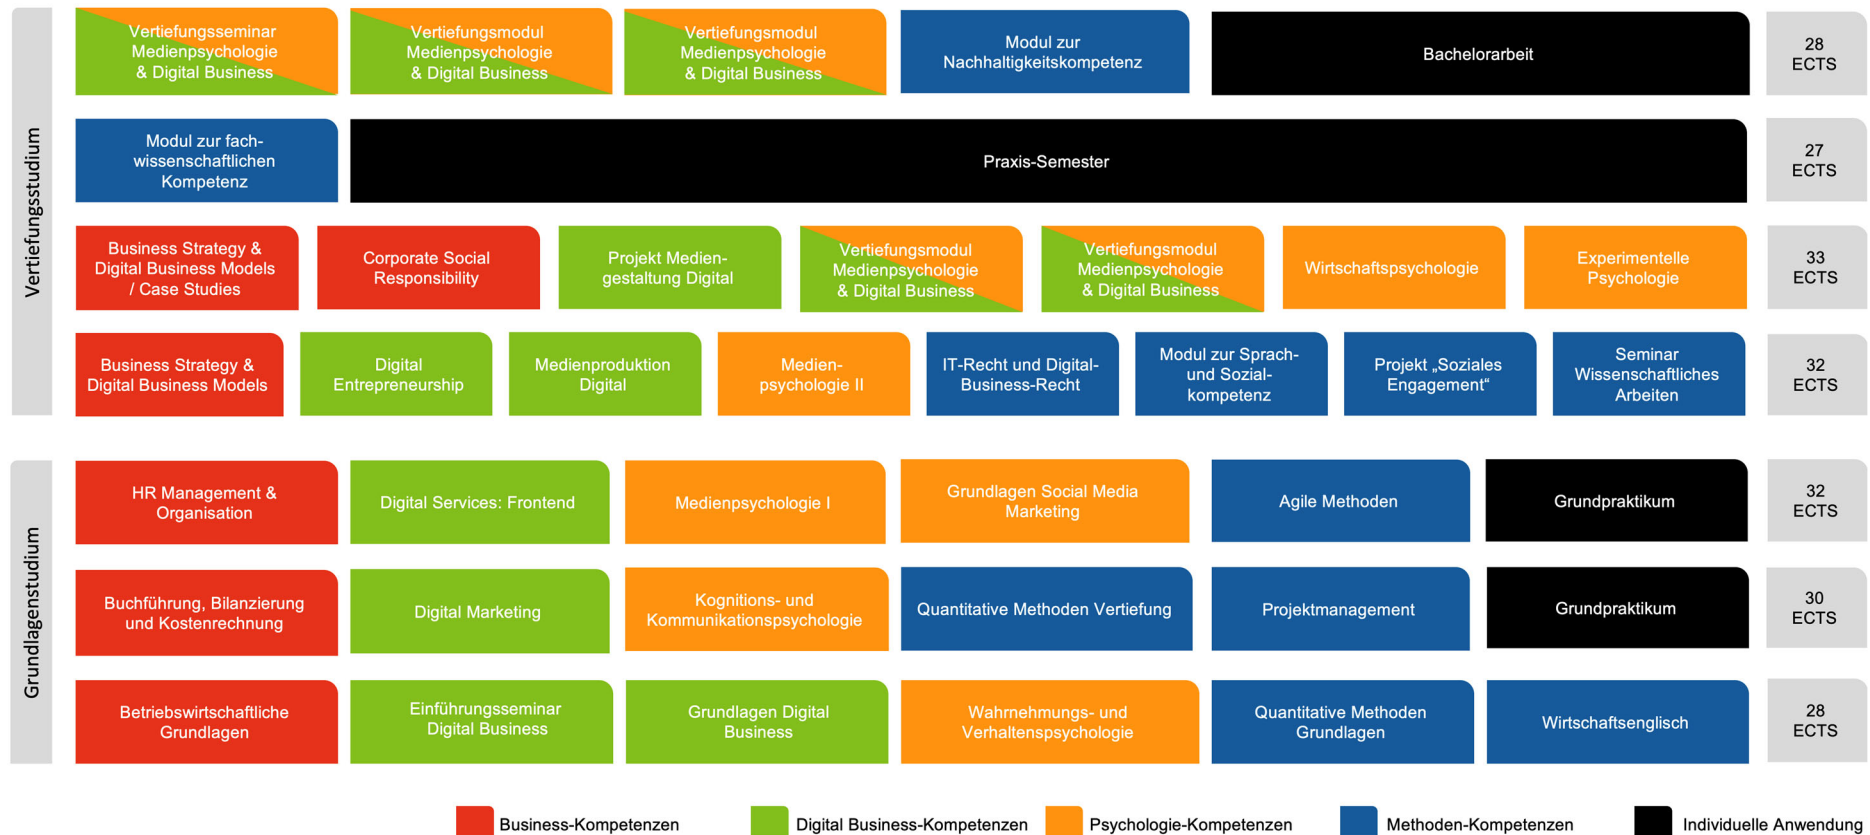 Vertiefungsstudium
Vertiefungsseminar
Medienpsychologie
& Digital Business
Vertiefungsmodul
Medienpsychologie
& Digital Business
Vertiefungsmodul
Medienpsychologie
& Digital Business
Modul zur
Nachhaltigkeitskompetenz
Bachelorarbeit
28
ECTS
Modul zur fach-
wissenschaftlichen
Kompetenz
Praxis-Semester
27
ECTS
Business Strategy &
Digital Business Models
/ Case Studies
Corporate Social
Responsibility
Projekt Medien-
gestaltung Digital
Vertiefungsmodul
Medienpsychologie
& Digital Business
Vertiefungsmodul
Medienpsychologie
& Digital Business
Wirtschaftspsychologie
Experimentelle
Psychologie
33
ECTS
Business Strategy &
Digital Business Models
Digital
Entrepreneurship
Medienproduktion
Digital
Medien-
psychologie II
IT-Recht und Digital-
Business-Recht
Modul zur Sprach-
und Sozial-
kompetenz
Projekt „Soziales
Engagement“
Seminar
Wissenschaftliches
Arbeiten
32
ECTS
Grundlagenstudium
HR Management &
Organisation
Digital Services: Frontend
Medienpsychologie I
Grundlagen Social Media
Marketing
Agile Methoden
Grundpraktikum
32
ECTS
Buchführung, Bilanzierung
und Kostenrechnung
Digital Marketing
Kognitions- und
Kommunikationspsychologie
Quantitative Methoden Vertiefung
Projektmanagement
Grundpraktikum
30
ECTS
Betriebswirtschaftliche
Grundlagen
Einführungsseminar
Digital Business
Grundlagen Digital
Business
Wahrnehmungs- und
Verhaltenspsychologie
Quantitative Methoden
Grundlagen
Wirtschaftsenglisch
28
ECTS
Business-Kompetenzen
Digital Business-Kompetenzen
Psychologie-Kompetenzen
Methoden-Kompetenzen
Individuelle Anwendung